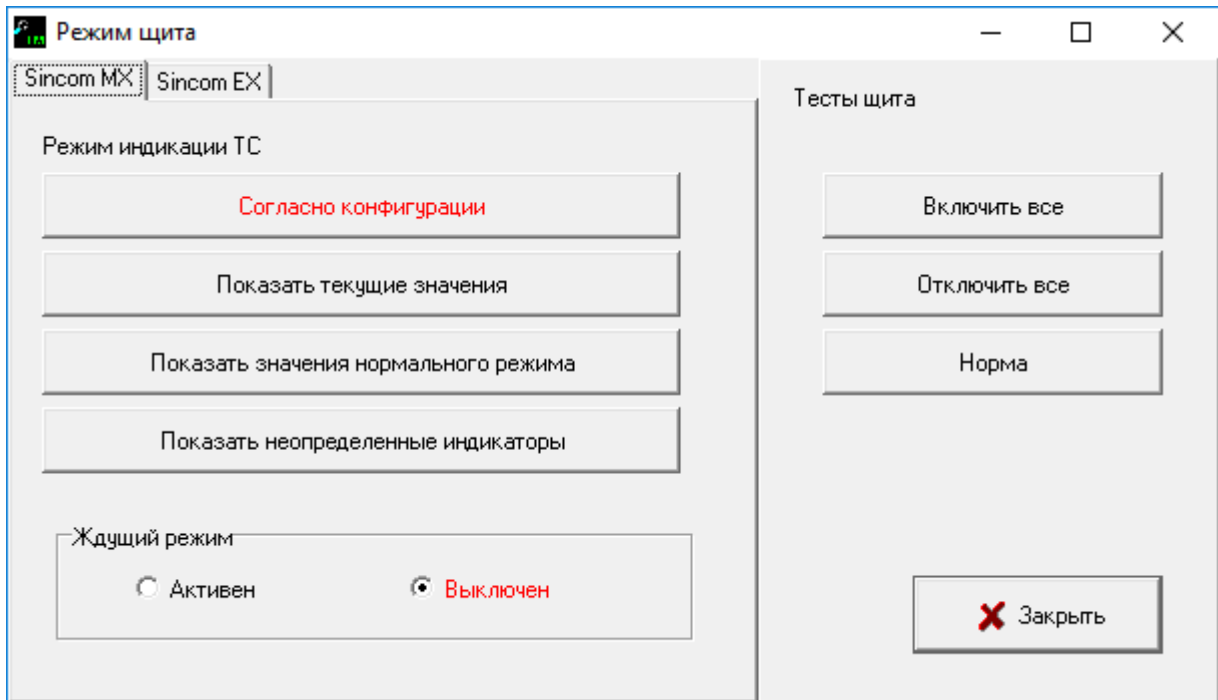 Режим щита
Sincom MX
Sincom EX
Режим индикации ТС
Согласно конфигурации
Показать текущие значения
Показать значения нормального режима
Показать неопределенные индикаторы
Ждущий режим
Активен
Выключен
Тесты щита
Включить все
Отключить все
Норма
Закрыть